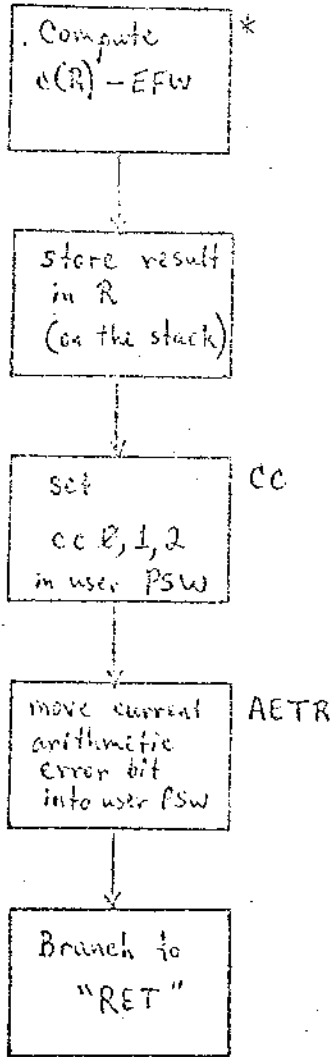 . Compute
c(R) - EFW
*
store result
in R
(on the stack)
set
cc 0, 1, 2
in user PSW
CC
move current
arithmetic
error bit
into user PSW
AETR
Branch to
"RET"